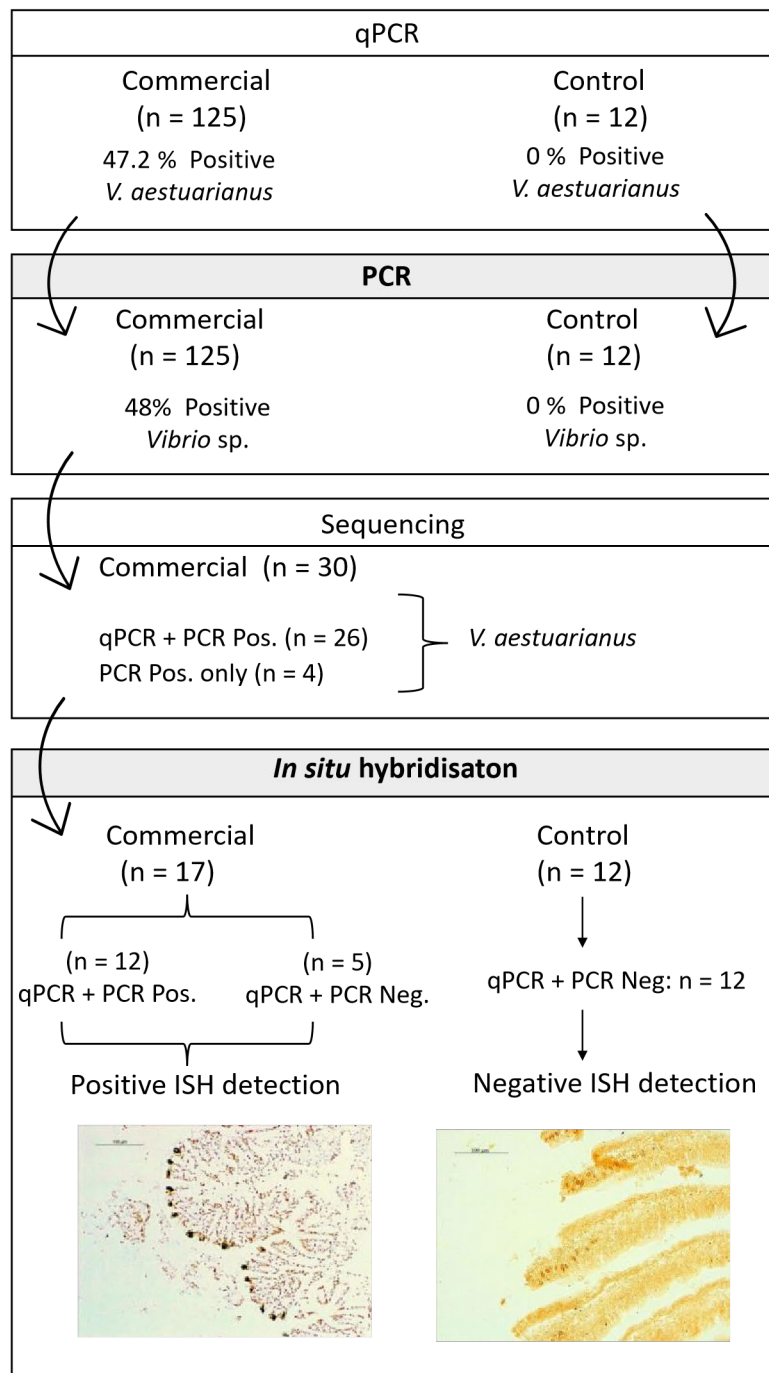 qPCR
Commercial
(n = 125)
47.2 % Positive
V. aestuarianus
Control
(n = 12)
0 % Positive
V. aestuarianus
PCR
Commercial
(n = 125)
48% Positive
Vibrio sp.
Control
(n = 12)
0 % Positive
Vibrio sp.
Sequencing
Commercial (n = 30)
qPCR + PCR Pos. (n = 26)
PCR Pos. only (n = 4)
V. aestuarianus
In situ hybridisaton
Commercial
(n = 17)
(n = 12)
qPCR + PCR Pos.
(n = 5)
qPCR + PCR Neg.
Positive ISH detection
Control
(n = 12)
qPCR + PCR Neg: n = 12
Negative ISH detection